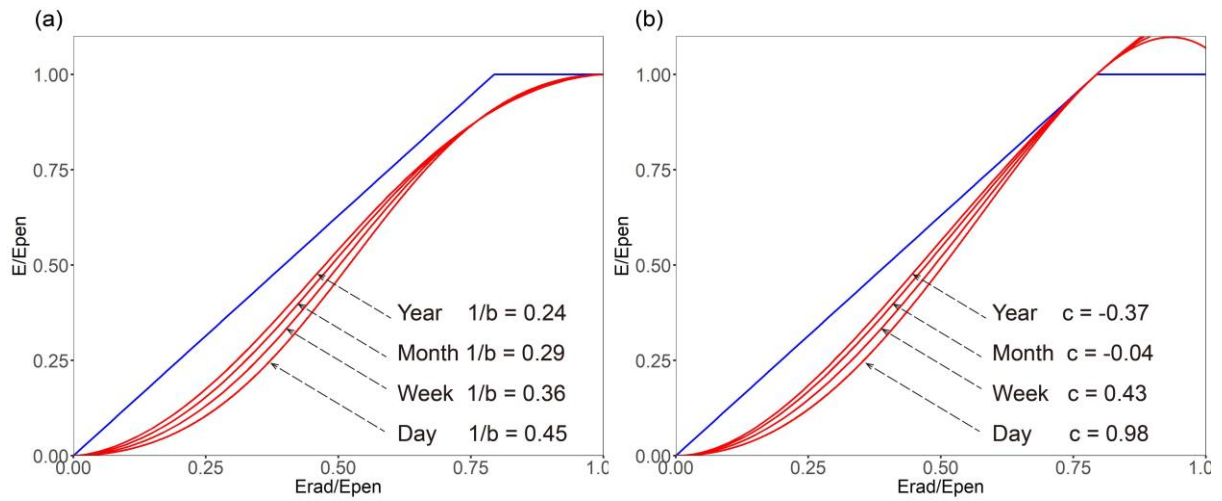 (a)
1.00
0.75
0.50
0.25
0.00
E/Epen
Year 1/b = 0.24
Month 1/b = 0.29
Week 1/b = 0.36
Day 1/b = 0.45
0.00 0.25 0.50 0.75 1.0
Erad/Epen
(b)
1.00
0.75
0.50
0.25
0.00
E/Epen
Year c = -0.37
Month c = -0.04
Week c = 0.43
Day c = 0.98
0.00 0.25 0.50 0.75 1.0
Erad/Epen